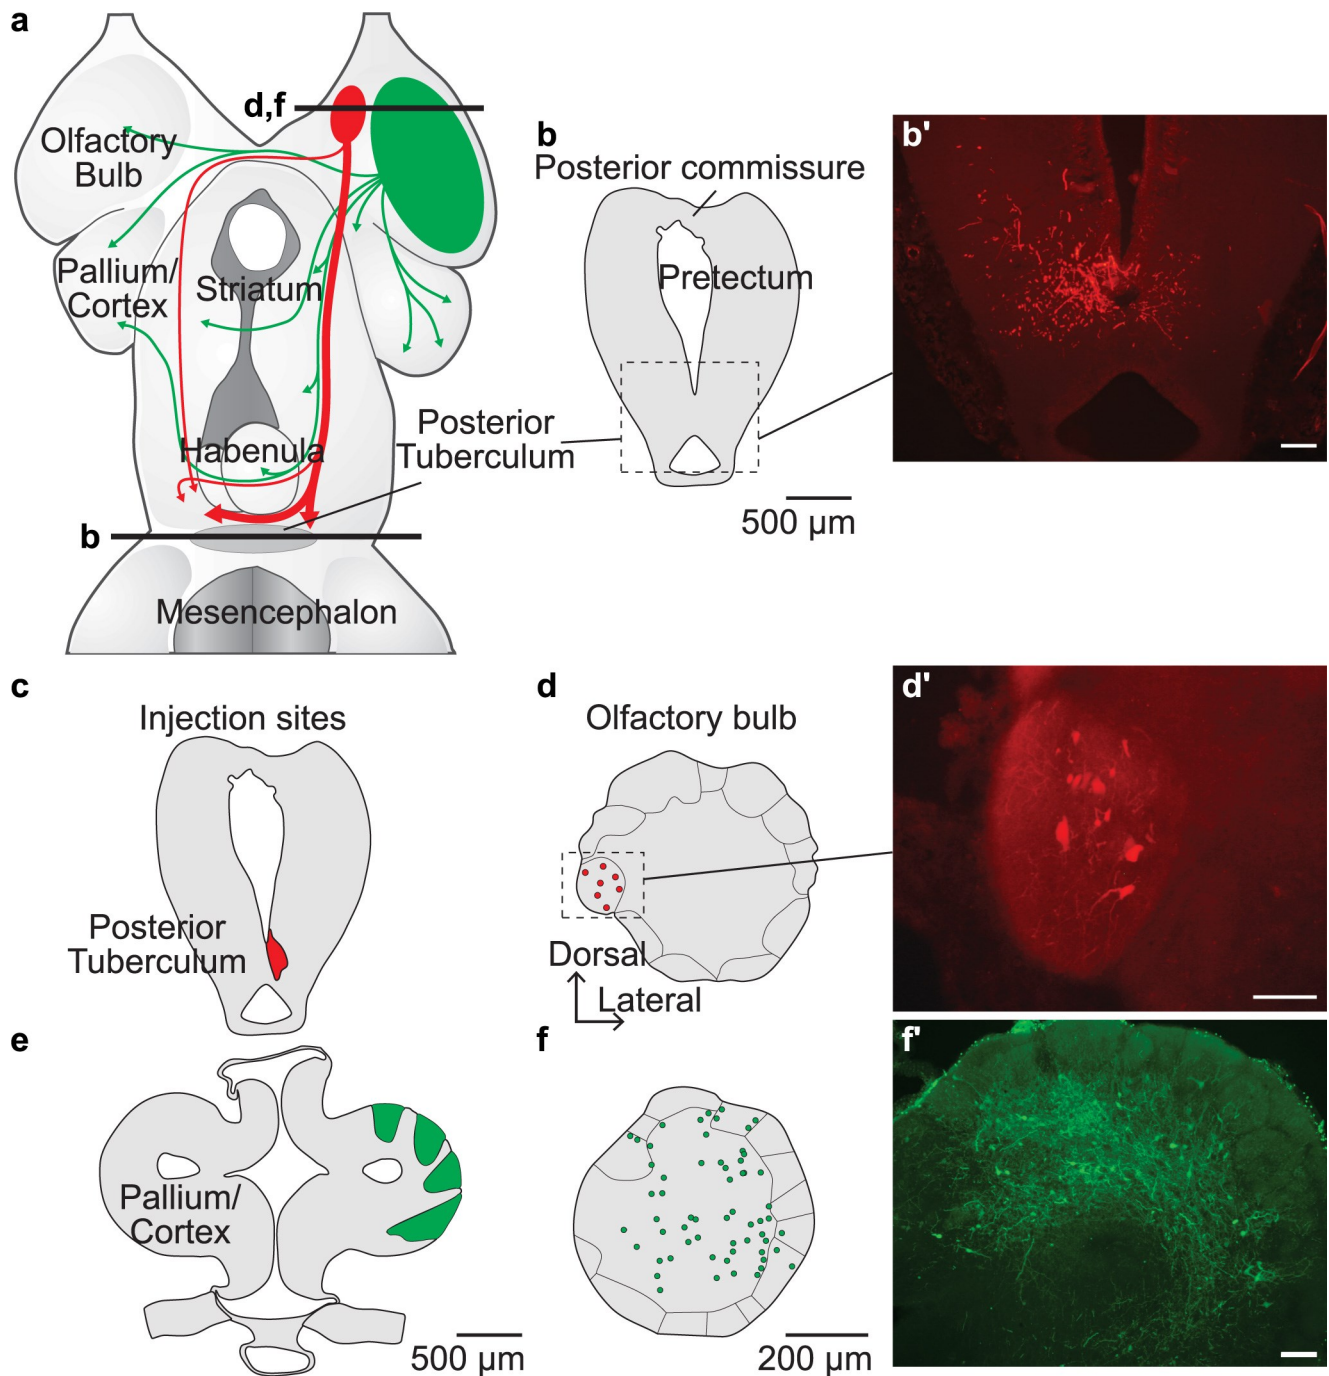 a
d,f
Olfactory
Bulb
Pallium/
Cortex
Striatum
Habenula
Posterior
Tuberculum
b
Mesencephalon
b
Posterior commissure
Pretectum
500 µm
b'
c
Injection sites
Posterior
Tuberculum
d
Olfactory bulb
Dorsal
Lateral
d'
e
Pallium/
Cortex
500 µm
f
200 µm
f'